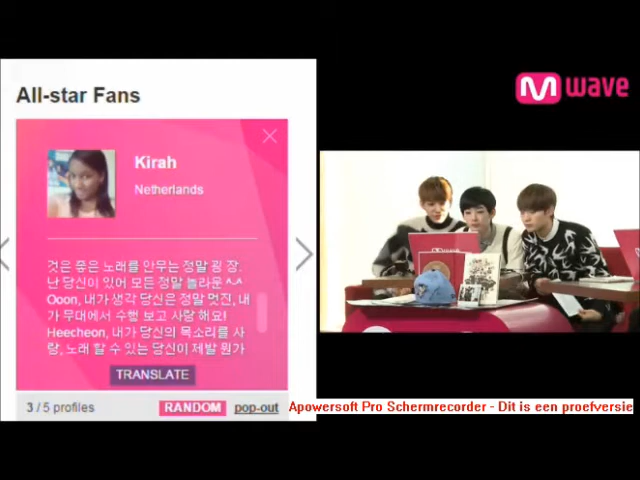 All-star Fans
M wave
Kirah
Netherlands
것은 좋은 노래를 안무는 정말 굉 장.
난 당신이 있어 모든 정말 놀라운 ^-^
Ooon, 내가 생각 당신은 정말 멋진, 내
가 무대에서 수행 보고 사랑 해요!
Heecheon, 내가 당신의 목소리를 사
랑, 노래 할 수 있는 당신이 제발 뭔가
TRANSLATE
3 / 5 profiles
RANDOM
pop-out
Apowersoft Pro Schermrecorder - Dit is een proefversie